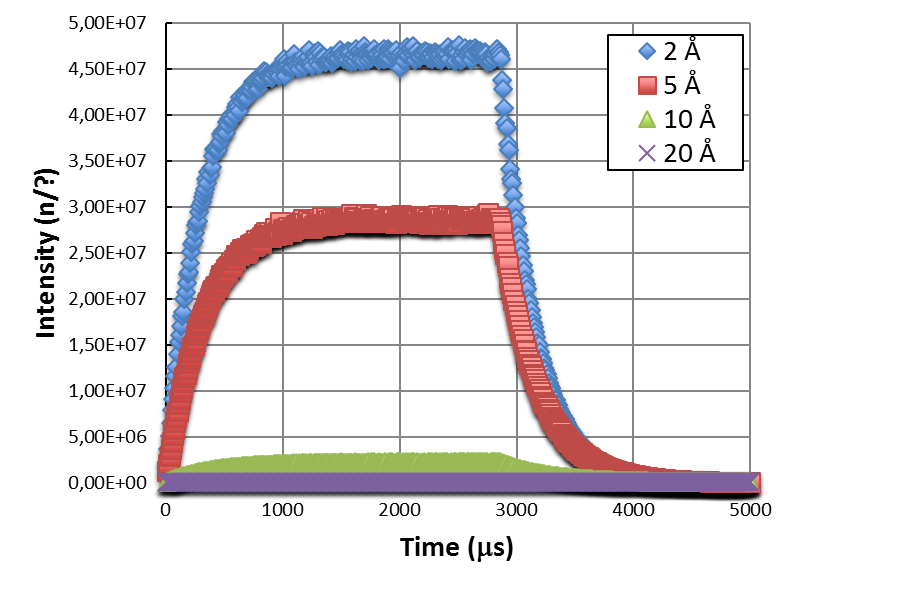 5,00E+07
4,50E+07
4,00E+07
3,50E+07
3,00E+07
2,50E+07
2,00E+07
1,50E+07
1,00E+07
5,00E+06
0,00E+00
Intensity (n/?)
2 Å
5 Å
10 Å
20 Å
0 1000 2000 3000 4000 5000
Time (µs)